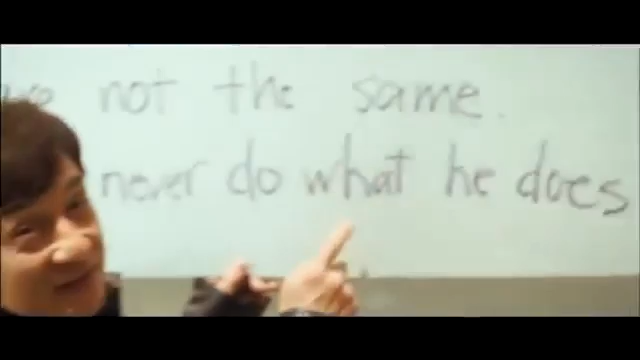 not the same.
never do what he does